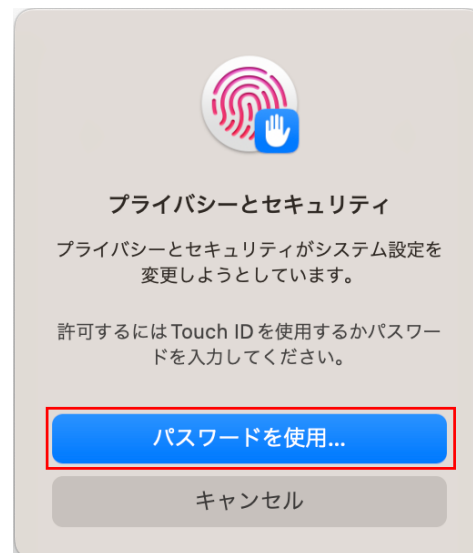 プライバシーとセキュリティ
プライバシーとセキュリティがシステム設定を
変更しようとしています。
許可するにはTouch IDを使用するかパスワー
ドを入力してください。
パスワードを使用...
キャンセル